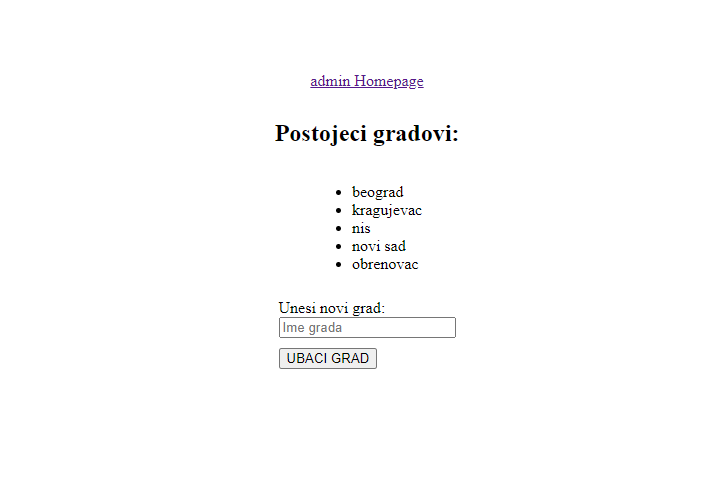 admin Homepage
Postojeci gradovi:
beograd
kragujevac
nis
novi sad
obrenovac
Unesi novi grad:
Ime grada
UBACI GRAD